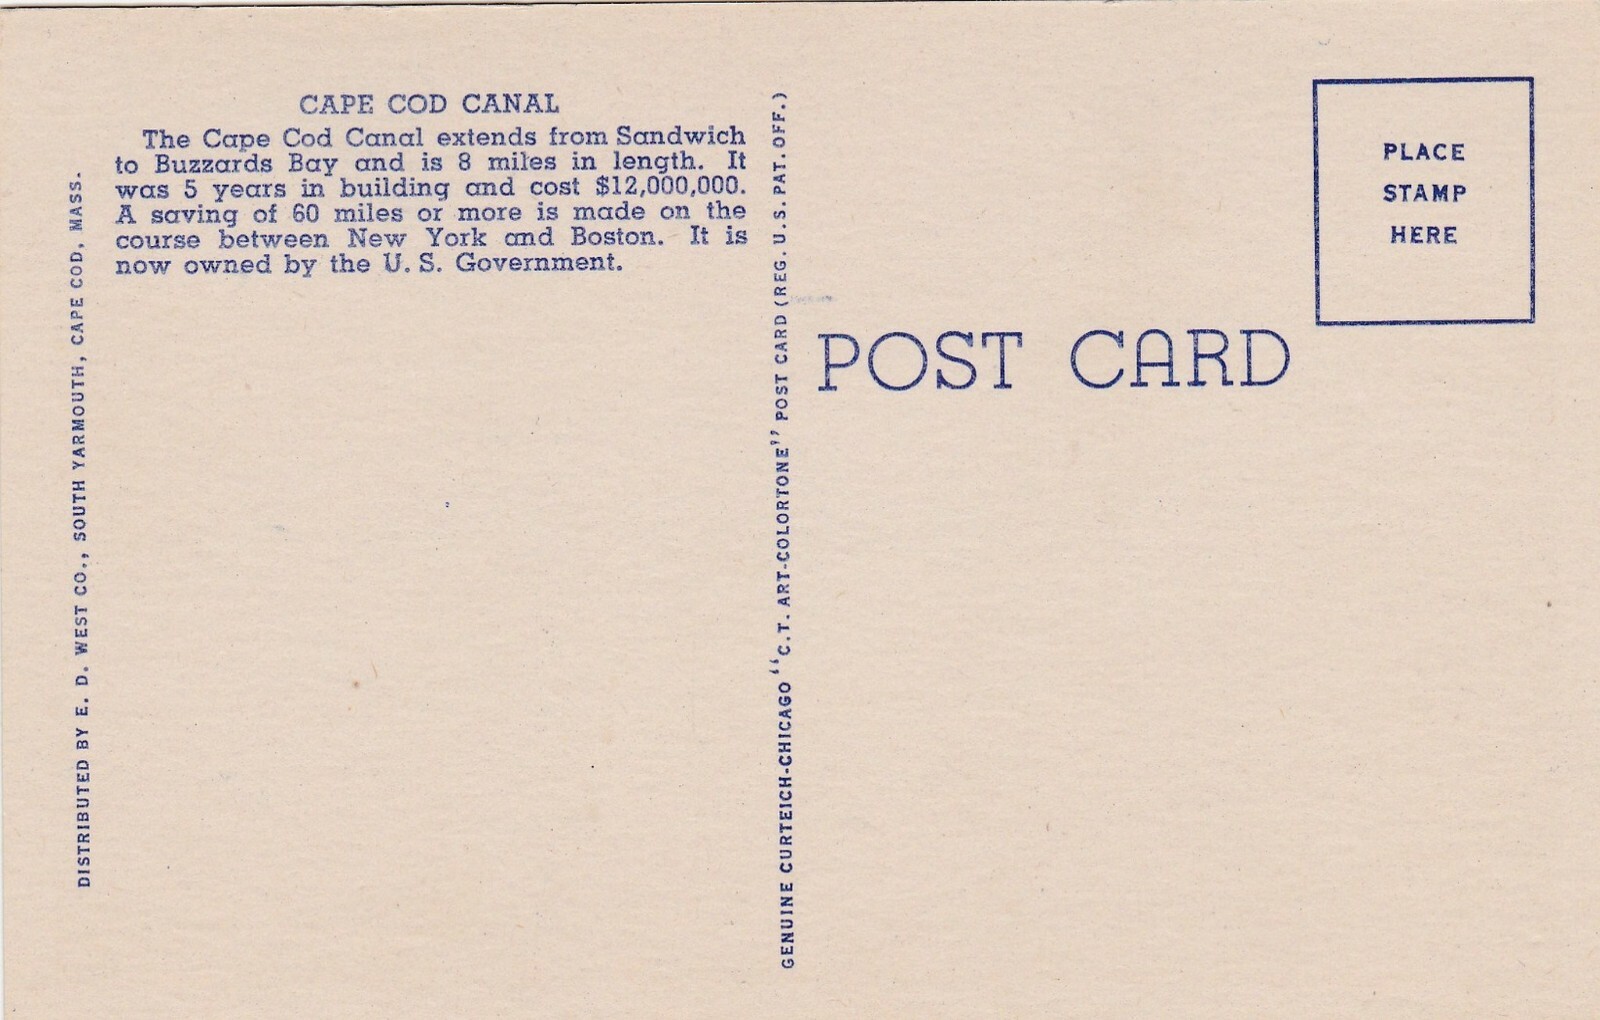 CAPE COD CANAL
The Cape Cod Canal extends from Sandwich
to Buzzards Bay and is 8 miles in length. It
was 5 years in building and cost $12,000,000.
A saving of 60 miles or more is made on the
course between New York and Boston. It is
now owned by the U. S. Government.
DISTRIBUTED BY E. D. WEST CO., SOUTH YARMOUTH, CAPE COD, MASS.
GENUINE CURTEICH-CHICAGO "C.T. ART-COLORTONE" POST CARD (REG. U.S. PAT. OFF.)
POST CARD
PLACE
STAMP
HERE